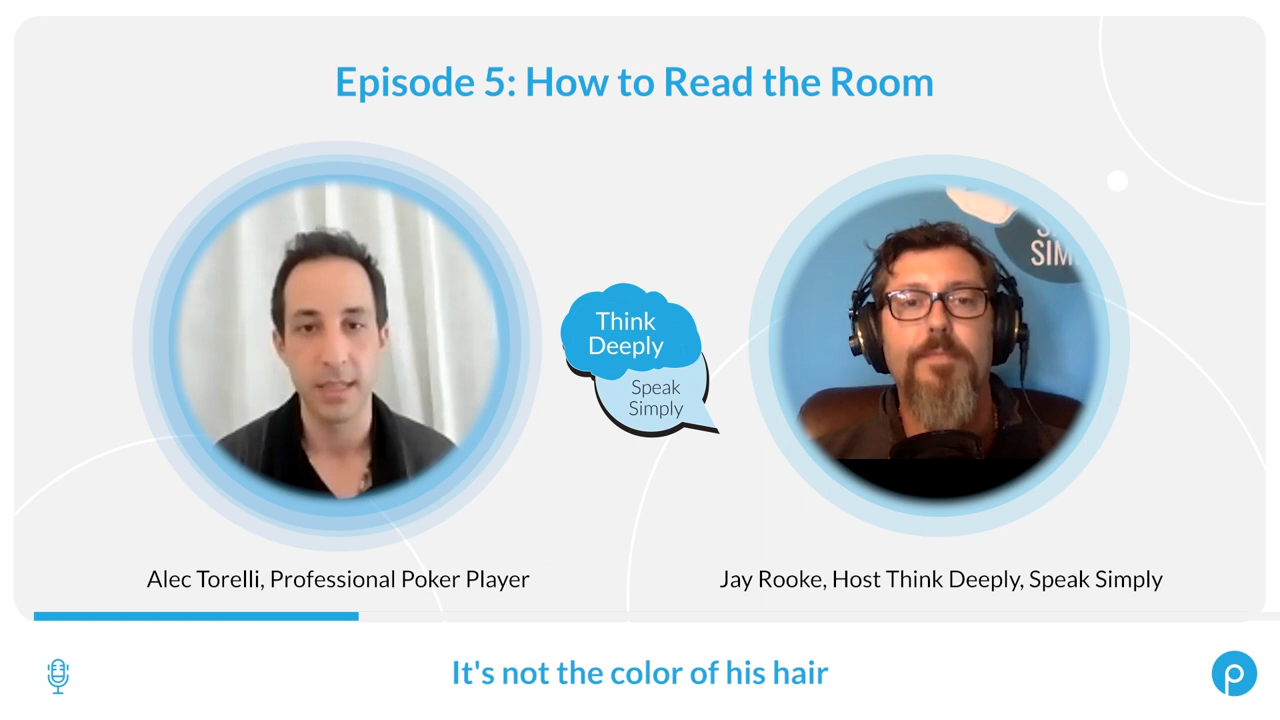 Episode 5: How to Read the Room
SIM
Think
Deeply
Speak
Simply
Alec Torelli, Professional Poker Player
Jay Rooke, Host Think Deeply, Speak Simply
It's not the color of his hair